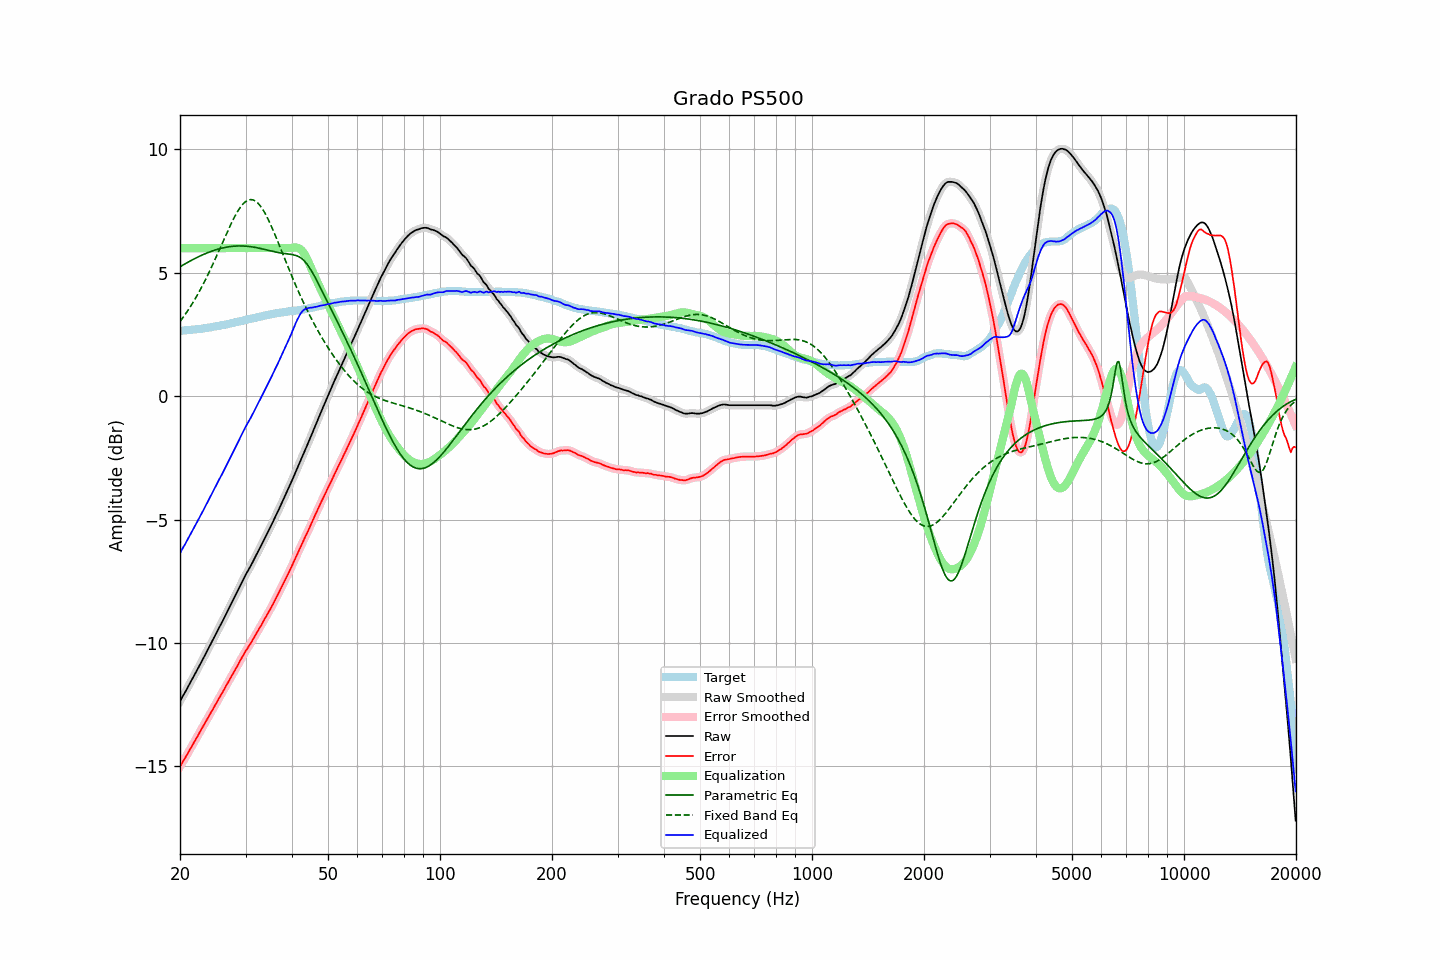 Grado PS500
Amplitude (dBr)
10
5
0
−5
−10
−15
Target
Raw Smoothed
Error Smoothed
Raw
Error
Equalization
Parametric Eq
Fixed Band Eq
Equalized
20 50 100 200 500 1000 2000 5000 10000 20000
Frequency (Hz)